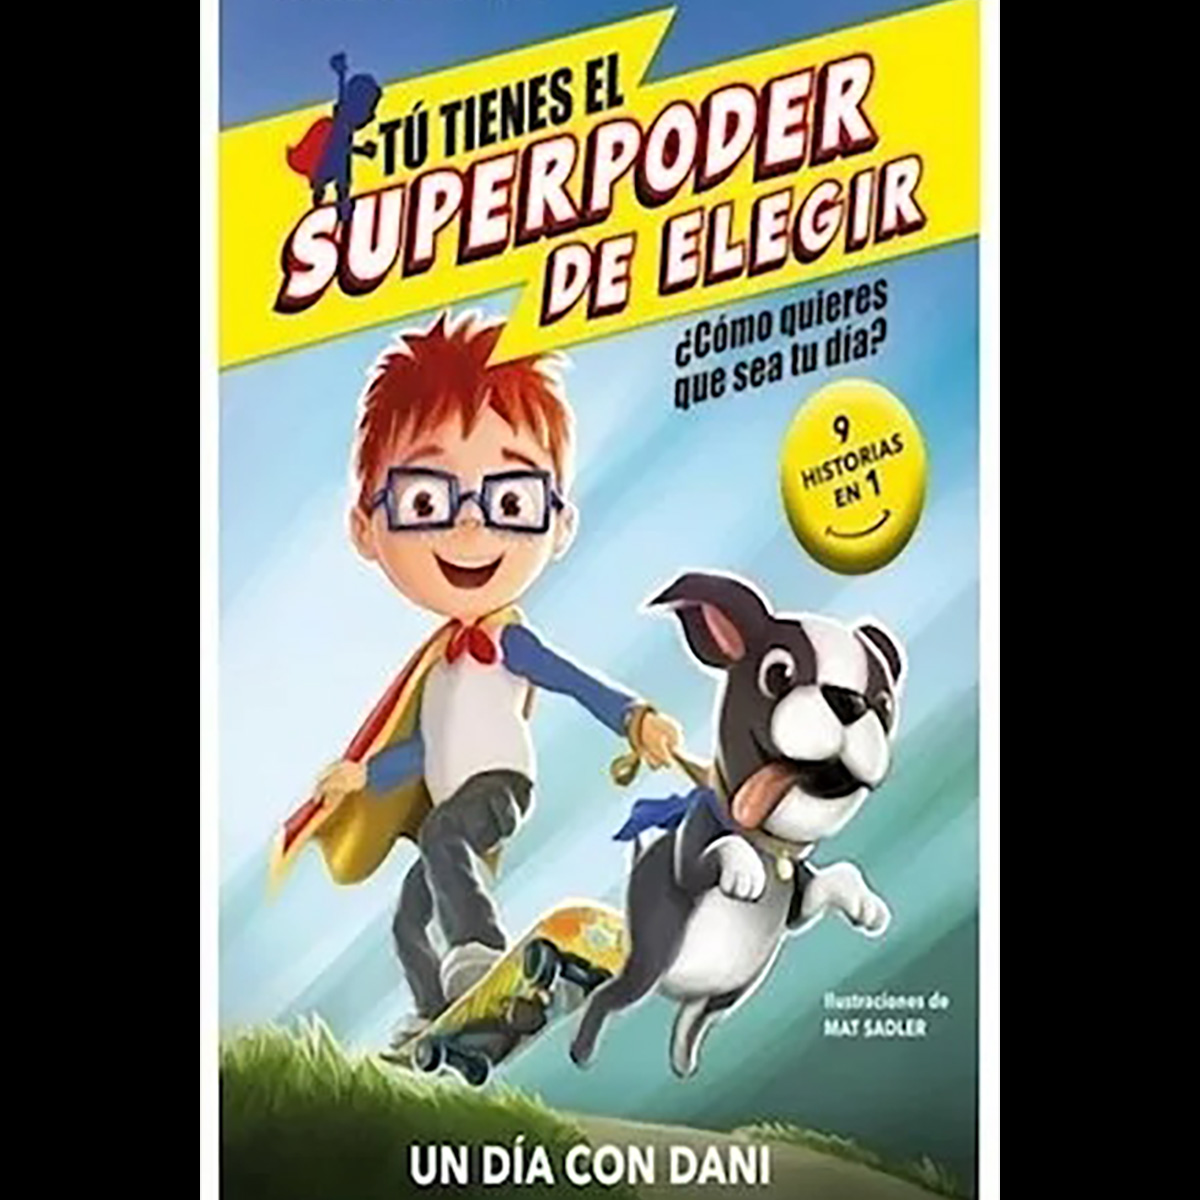 TÚ TIENES EL
SUPERPODER
DE ELEGIR
¿Cómo quieres
que sea tu día?
9
HISTORIAS
EN 1
Ilustraciones de
MAT SADLER
UN DÍA CON DANI